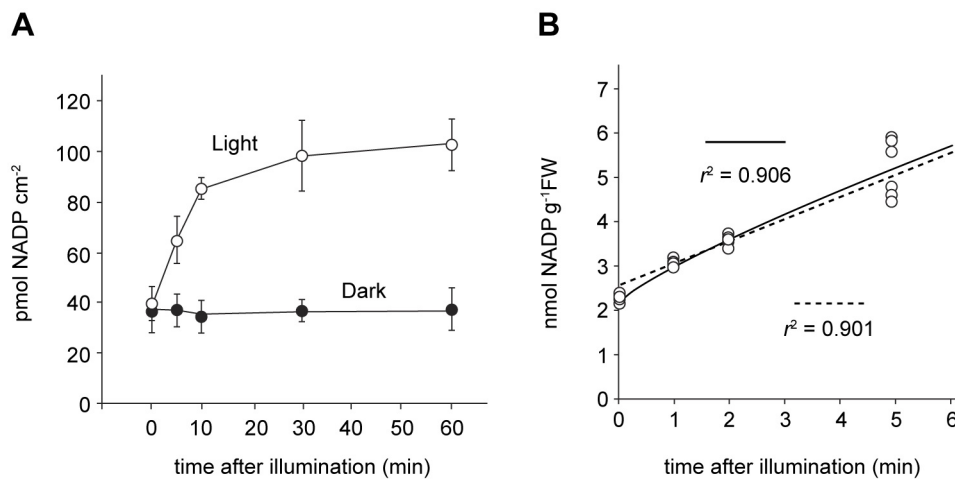 A
pmol NADP cm⁻²
120
100
80
60
40
20
0
Light
Dark
0 10 20 30 40 50 60
time after illumination (min)
B
nmol NADP g⁻¹FW
7
6
5
4
3
2
1
0
r² = 0.906
r² = 0.901
0 1 2 3 4 5 6
time after illumination (min)